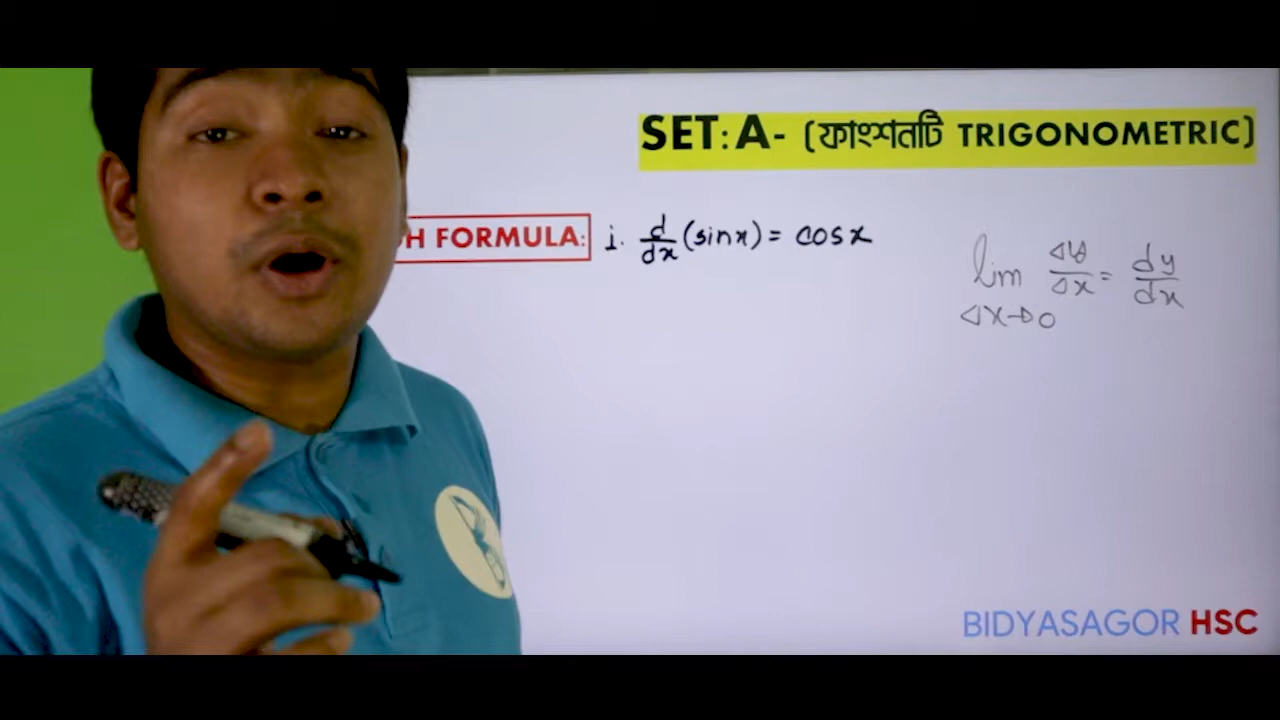 SET: A- (ফাংশনটি TRIGONOMETRIC)
FORMULA: i. d/dx (sinx) = cosx
lim Δy/Δx = dy/dx
Δx→0
BIDYASAGOR HSC